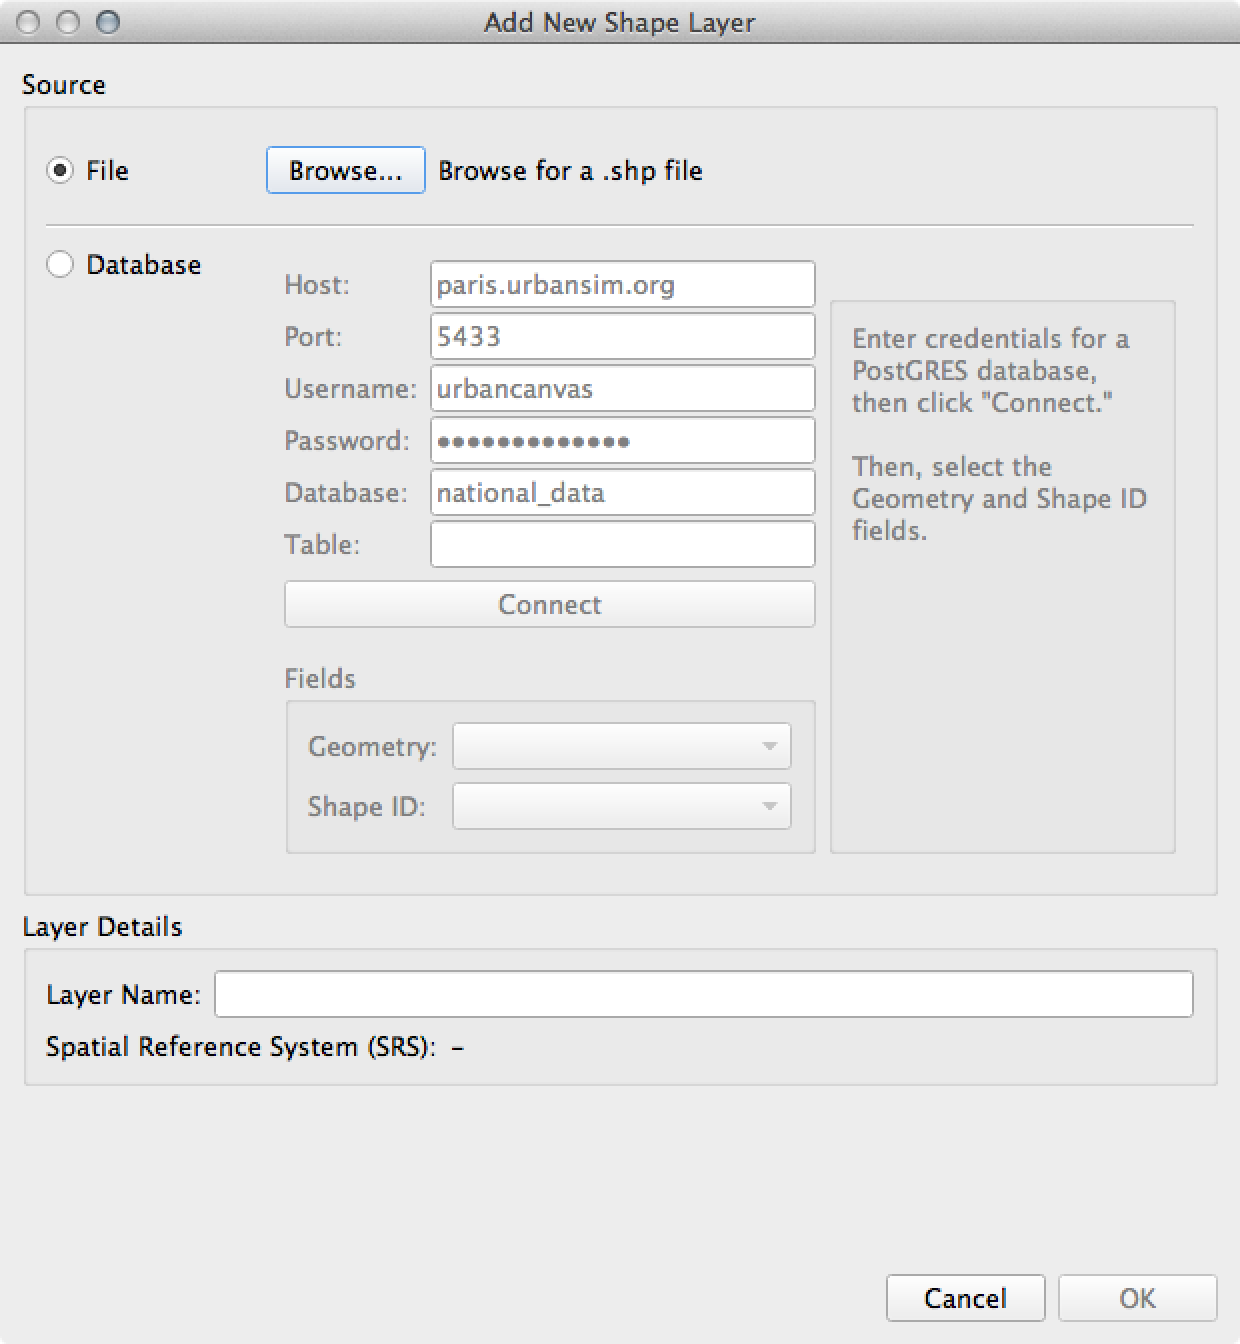 Add New Shape Layer
Source
File
Browse...
Browse for a .shp file
Database
Host:
paris.urbansim.org
Port:
5433
Username:
urbancanvas
Password:
•••••••••••••
Database:
national_data
Table:
Connect
Enter credentials for a
PostGRES database,
then click "Connect."
Then, select the
Geometry and Shape ID
fields.
Fields
Geometry:
Shape ID:
Layer Details
Layer Name:
Spatial Reference System (SRS): –
Cancel
OK